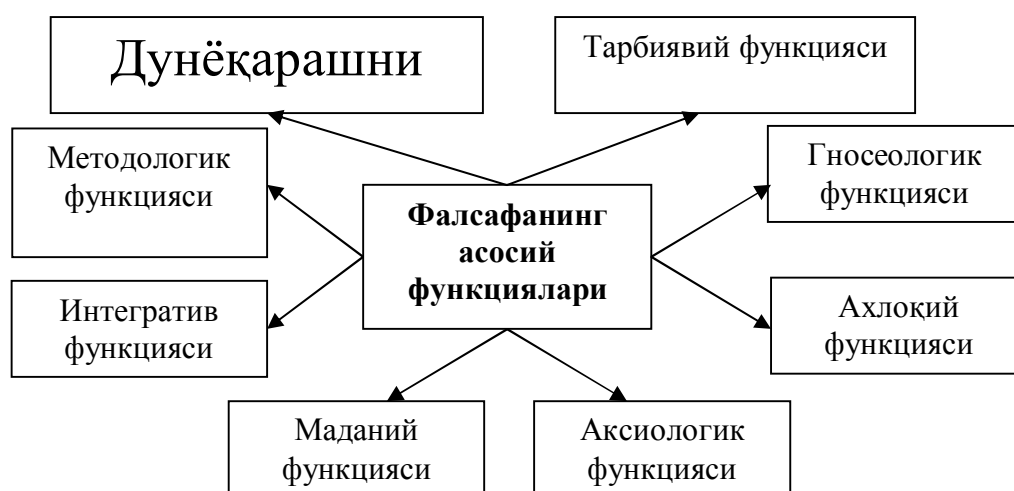 Дунёқарашни
Тарбиявий функцияси
Методологик
функцияси
Гносеологик
функцияси
Фалсафанинг
асосий
функциялари
Интегратив
функцияси
Ахлоқий
функцияси
Маданий
функцияси
Аксиологик
функцияси